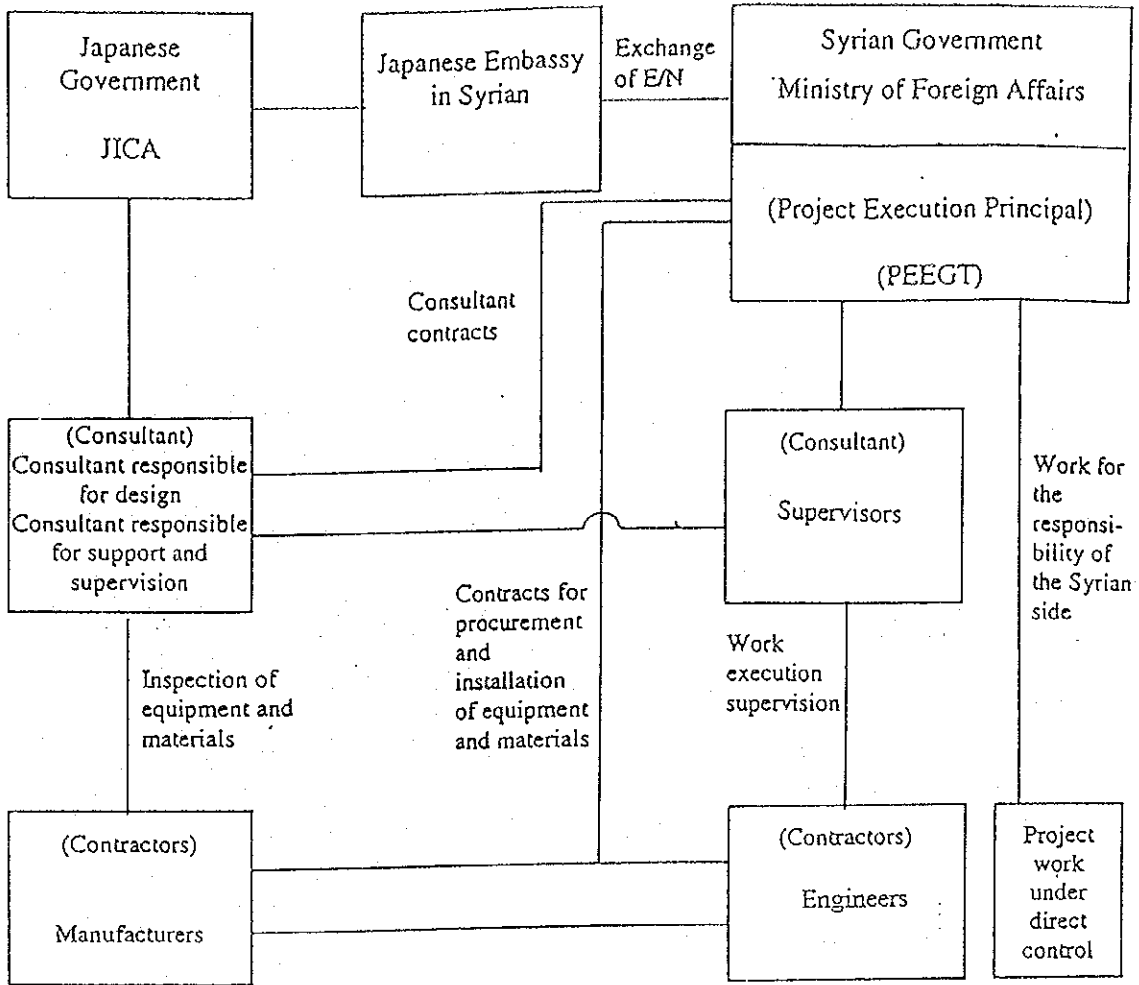 Japanese
Government
JICA
Japanese Embassy
in Syrian
Exchange
of E/N
Syrian Government
Ministry of Foreign Affairs
(Project Execution Principal)
(PEEGT)
Consultant
contracts
(Consultant)
Consultant responsible
for design
Consultant responsible
for support and
supervision
(Consultant)
Supervisors
Work for
the
responsi-
bility of
the Syrian
side
Inspection of
equipment and
materials
Contracts for
procurement
and
installation
of equipment
and materials
Work
execution
supervision
(Contractors)
Manufacturers
(Contractors)
Engineers
Project
work
under
direct
control